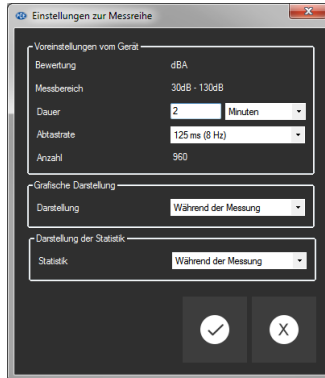 Einstellungen zur Messreihe
Voreinstellungen vom Gerät
Bewertung dBA
Messbereich 30dB - 130dB
Dauer 2 Minuten
Abtastrate 125 ms (8 Hz)
Anzahl 960
Grafische Darstellung
Darstellung Während der Messung
Darstellung der Statistik
Statistik Während der Messung
X